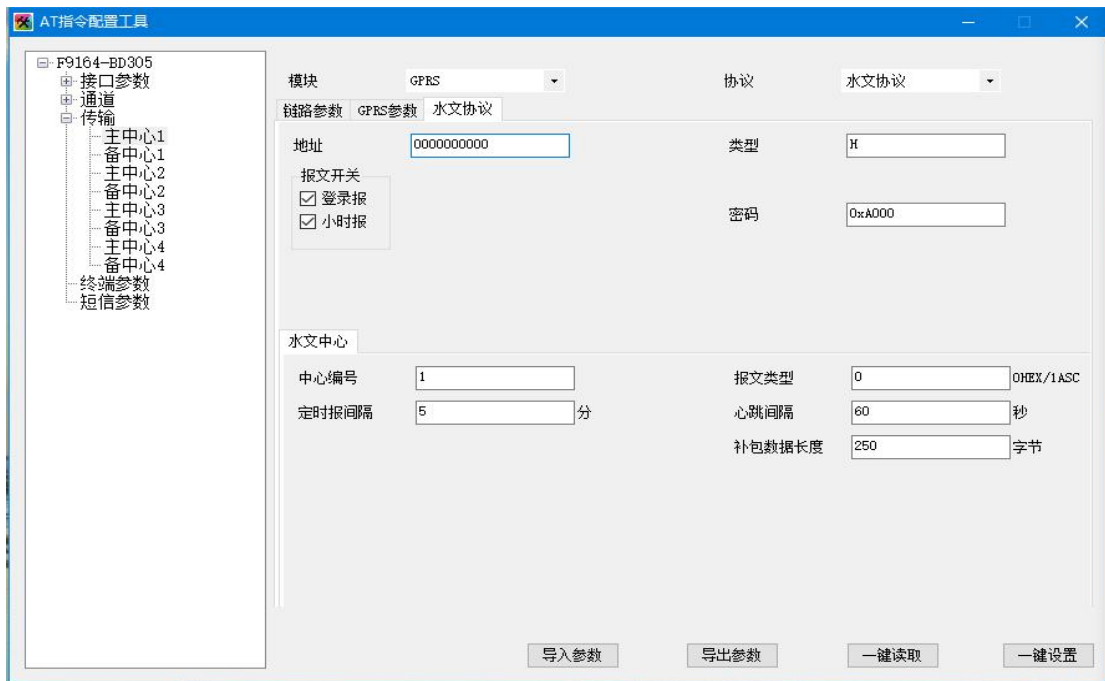 AT指令配置工具
F9164-BD305
接口参数
通道
传输
主中心1
备中心1
主中心2
备中心2
主中心3
备中心3
主中心4
备中心4
终端参数
短信参数
模块 GPRS 协议 水文协议
链路参数 GPRS参数 水文协议
地址 0000000000 类型 H
报文开关
登录报
小时报
密码 0xA000
水文中心
中心编号 1 报文类型 0 0HEX/1ASC
定时报间隔 5 分 心跳间隔 60 秒
补包数据长度 250 字节
导入参数 导出参数 一键读取 一键设置